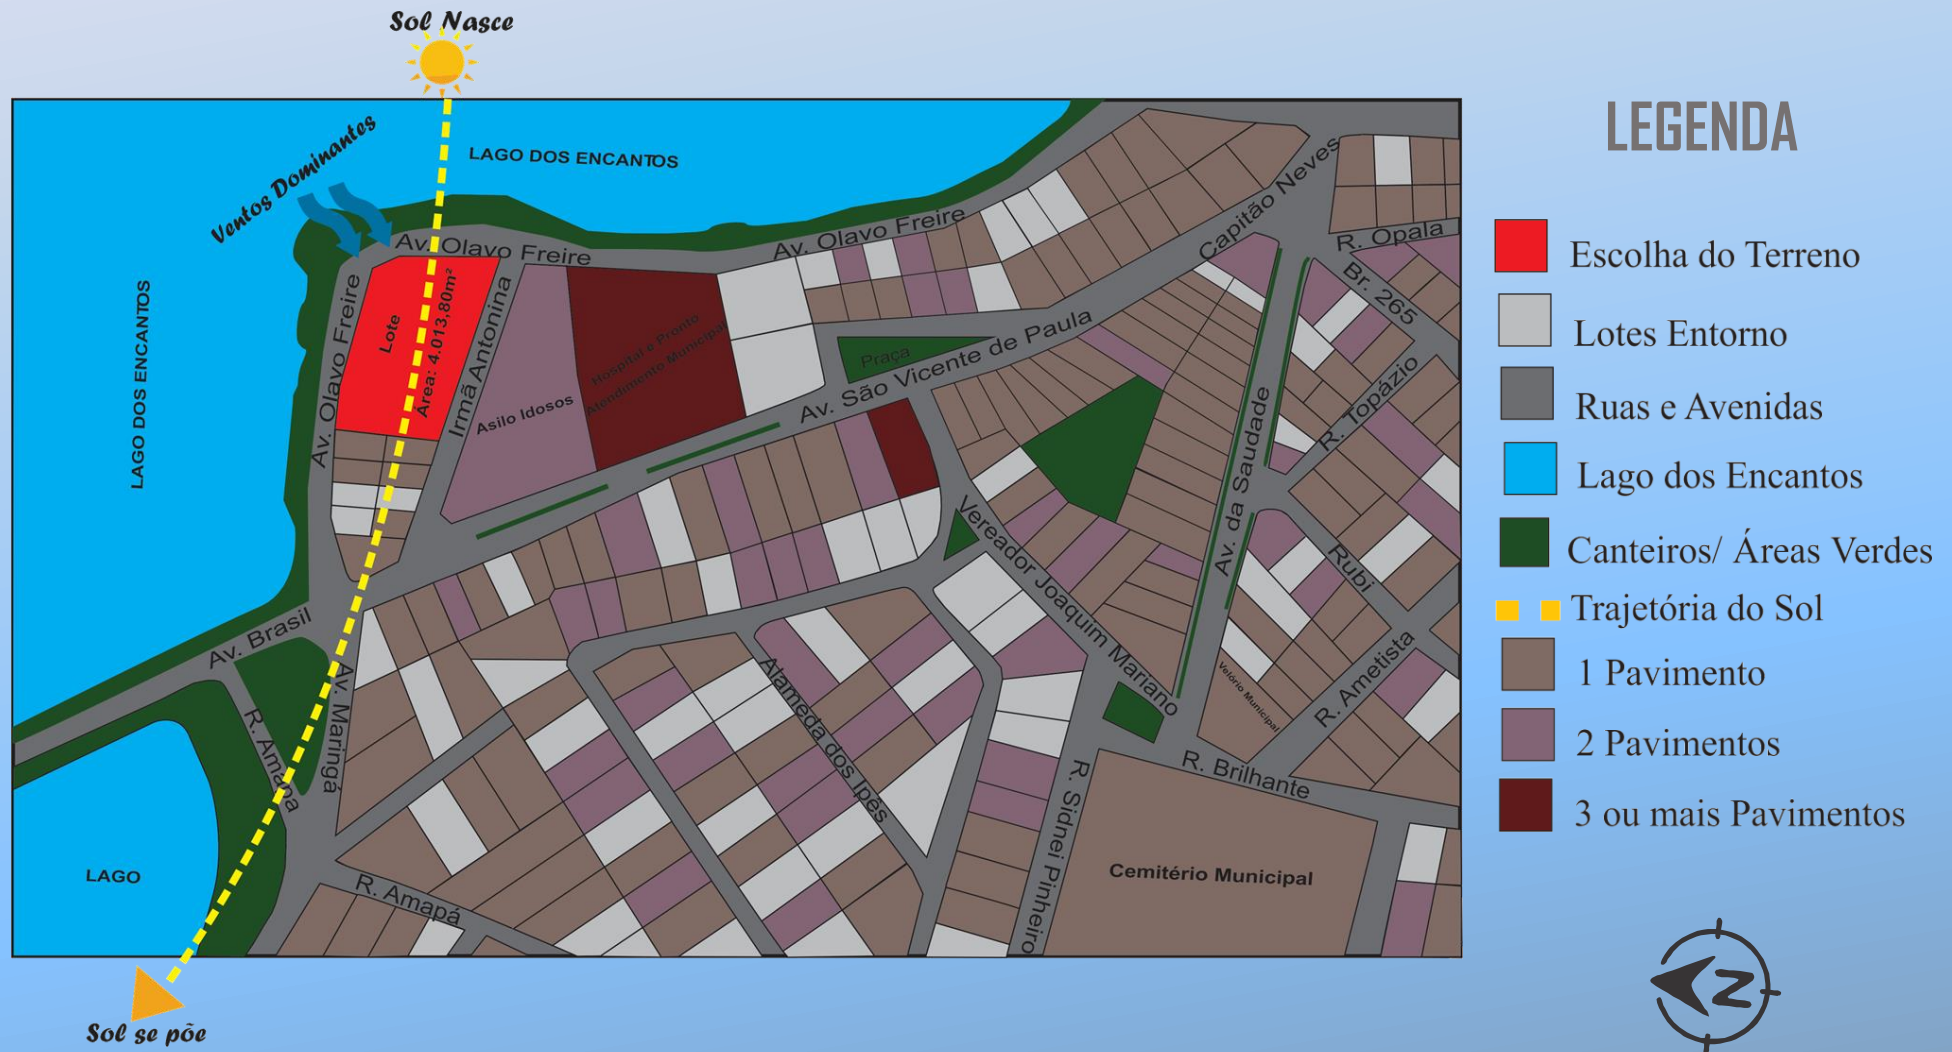 Sol Nasce
Ventos Dominantes
LAGO DOS ENCANTOS
LAGO DOS ENCANTOS
Av. Olavo Freire
Av. Olavo Freire
Av. Olavo Freire
Lote
Área: 4.013,80m²
Irmã Antonina
Asilo Idosos
Hospital e Pronto
Atendimento Municipal
Praça
Av. São Vicente de Paula
Capitão Neves
R. Opala
Br. 265
R. Topázio
Av. da Saudade
Rubi
R. Ametista
Vereador Joaquim Mariano
Velório Municipal
R. Brilhante
Av. Brasil
R. Amapá
Av. Maringá
Alameda dos Ipês
R. Sidnei Pinheiro
Cemitério Municipal
LAGO
R. Amapá
Sol se põe
LEGENDA
Escolha do Terreno
Lotes Entorno
Ruas e Avenidas
Lago dos Encantos
Canteiros/ Áreas Verdes
Trajetória do Sol
1 Pavimento
2 Pavimentos
3 ou mais Pavimentos
N